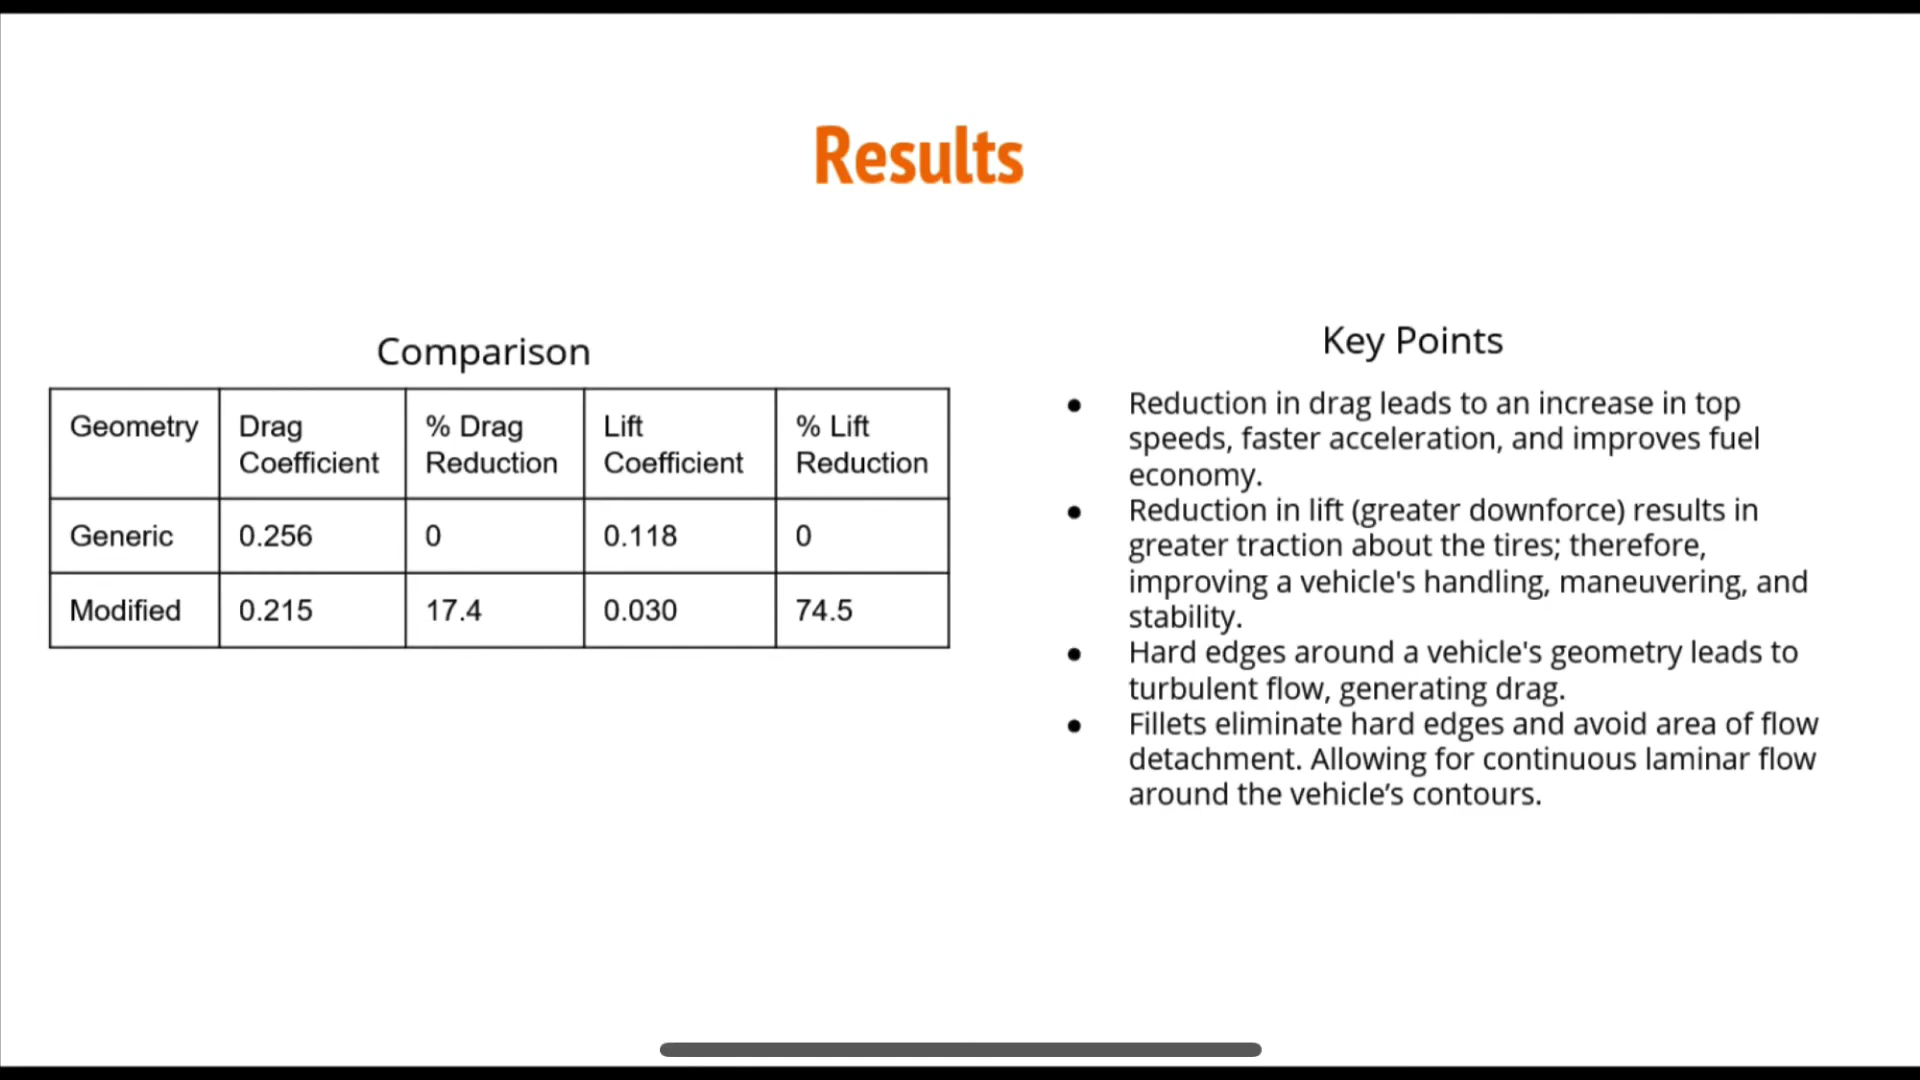 Results
Comparison
Geometry
Drag
Coefficient
% Drag
Reduction
Lift
Coefficient
% Lift
Reduction
Generic
0.256
0
0.118
0
Modified
0.215
17.4
0.030
74.5
Key Points
● Reduction in drag leads to an increase in top
speeds, faster acceleration, and improves fuel
economy.
● Reduction in lift (greater downforce) results in
greater traction about the tires; therefore,
improving a vehicle's handling, maneuvering, and
stability.
● Hard edges around a vehicle's geometry leads to
turbulent flow, generating drag.
● Fillets eliminate hard edges and avoid area of flow
detachment. Allowing for continuous laminar flow
around the vehicle’s contours.